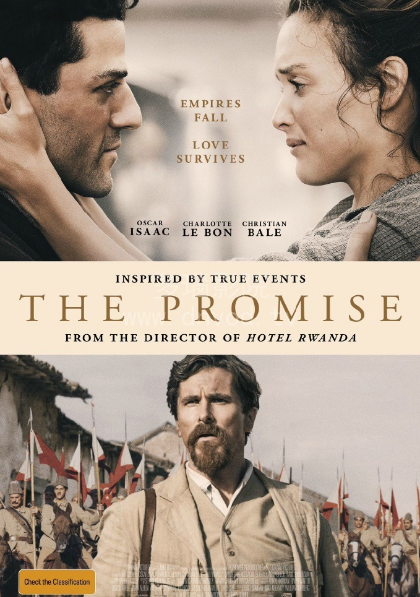 EMPIRES
FALL
LOVE
SURVIVES
OSCAR
ISAAC
CHARLOTTE
LE BON
CHRISTIAN
BALE
INSPIRED BY TRUE EVENTS
THE PROMISE
FROM THE DIRECTOR OF HOTEL RWANDA
Check the Classification